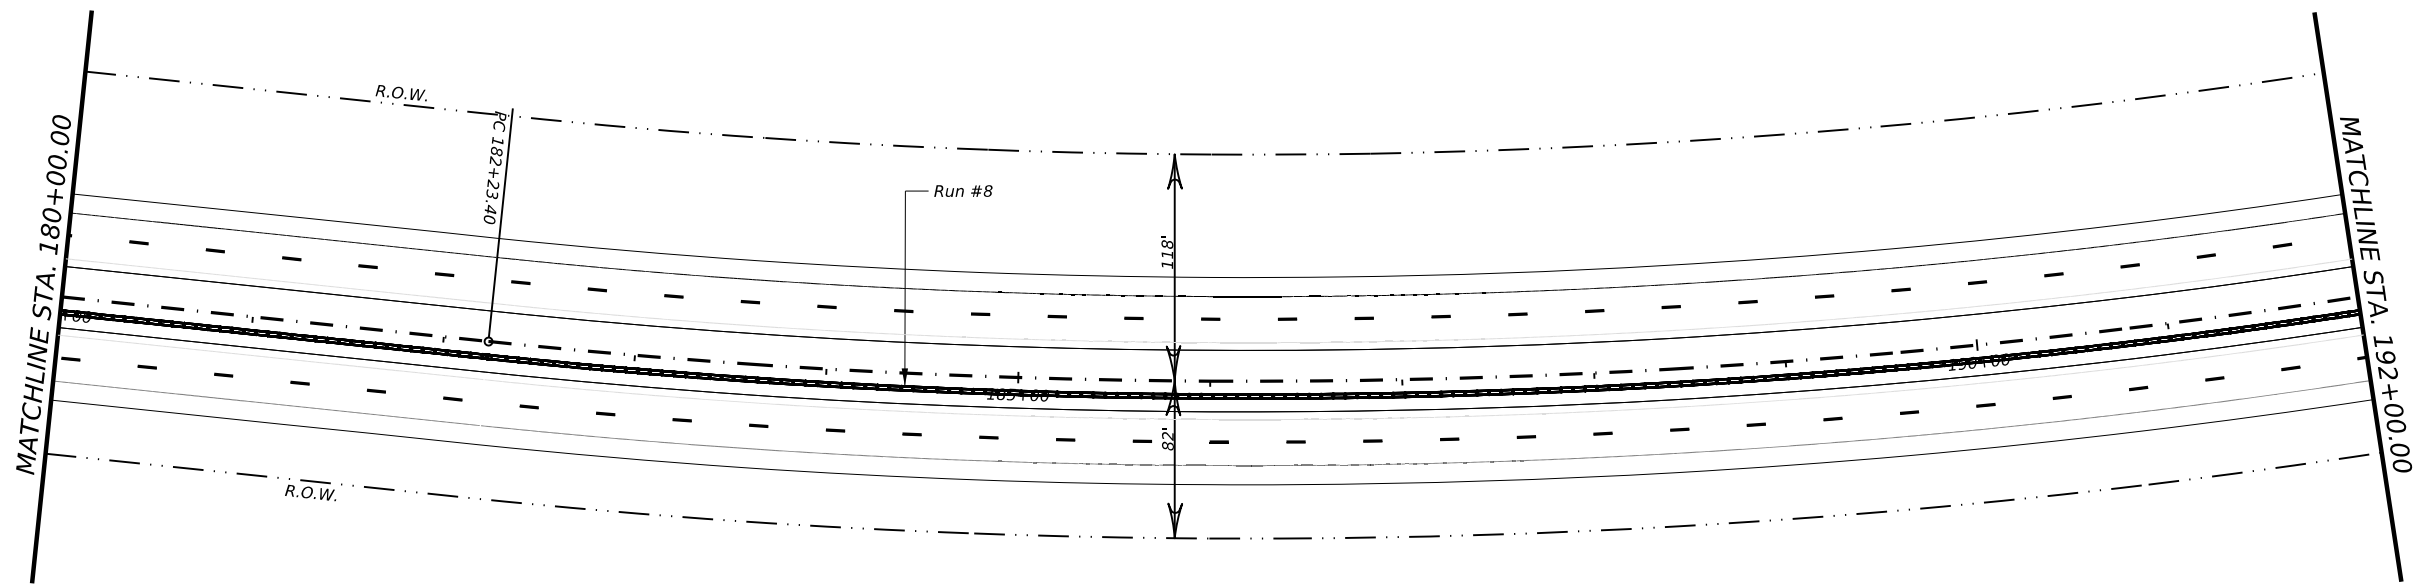 MATCHLINE STA. 180+00.00
R.O.W.
PC 182+23.40
Run #8
118'
82'
+00
185+00
190+00
R.O.W.
MATCHLINE STA. 192+00.00